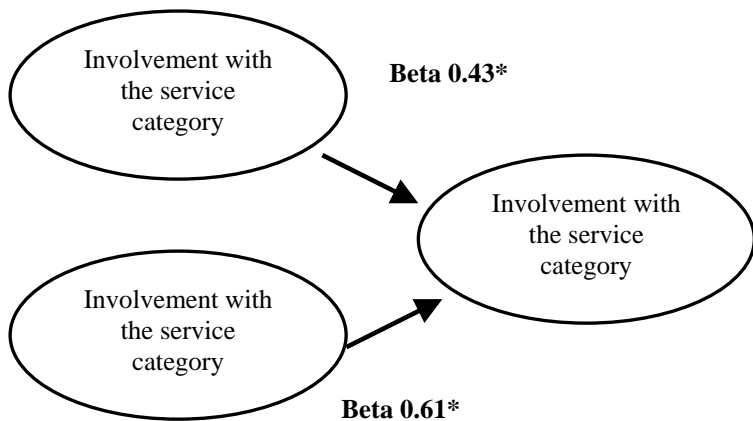 Involvement with
the service
category
Beta 0.43*
Involvement with
the service
category
Involvement with
the service
category
Beta 0.61*